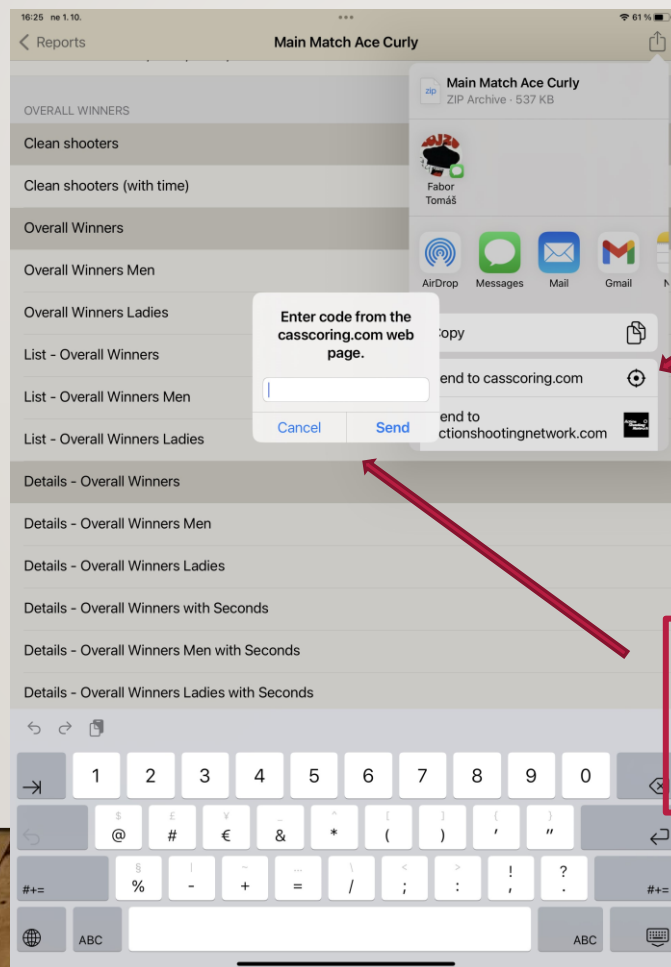 16:25 ne 1. 10.
61 %
Reports
Main Match Ace Curly
zip
Main Match Ace Curly
ZIP Archive · 537 KB
OVERALL WINNERS
Clean shooters
Clean shooters (with time)
Fabor
Tomáš
Overall Winners
Overall Winners Men
AirDrop
Messages
Mail
Gmail
N
Overall Winners Ladies
Enter code from the
casscoring.com web
page.
opy
List - Overall Winners
end to casscoring.com
List - Overall Winners Men
Cancel
Send
end to
ctionshootingnetwork.com
List - Overall Winners Ladies
Details - Overall Winners
Details - Overall Winners Men
Details - Overall Winners Ladies
Details - Overall Winners with Seconds
Details - Overall Winners Men with Seconds
Details - Overall Winners Ladies with Seconds
1 2 3 4 5 6 7 8 9 0
$ £ ¥ _ ^ [ ] { }
@ # € & * ( ) ' "
§ | ~ … \ < > ! ?
#+= % - + = / ; : , . #+=
ABC
ABC